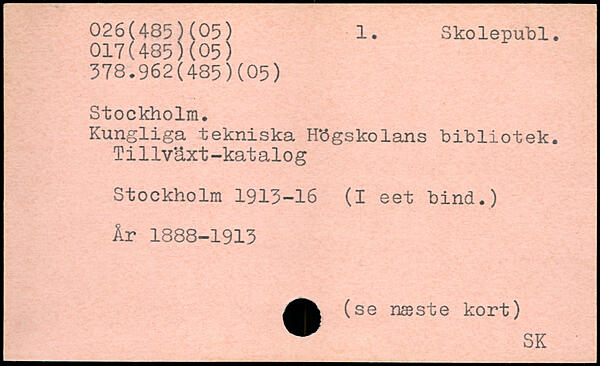 026(485)(05) 1. Skolepubl.
017(485)(05)
378.962(485)(05)
Stockholm.
Kungliga tekniska Högskolans bibliotek.
Tillväxt-katalog
Stockholm 1913-16 (I eet bind.)
År 1888-1913
(se næste kort)
SK